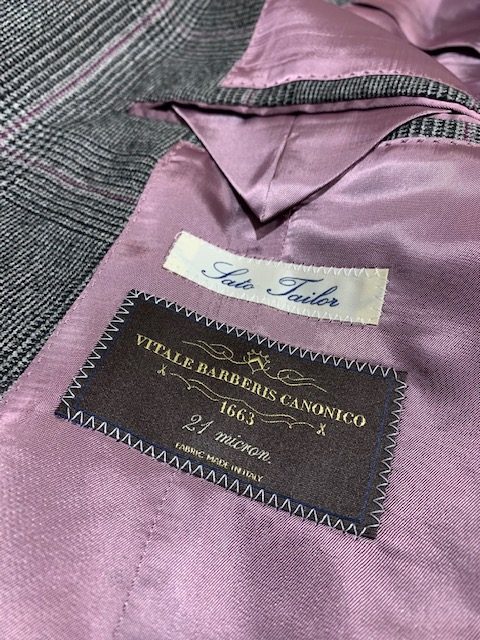 Sato Tailor
VITALE BARBERIS CANONICO
1663
21 micron.
FABRIC MADE IN ITALY